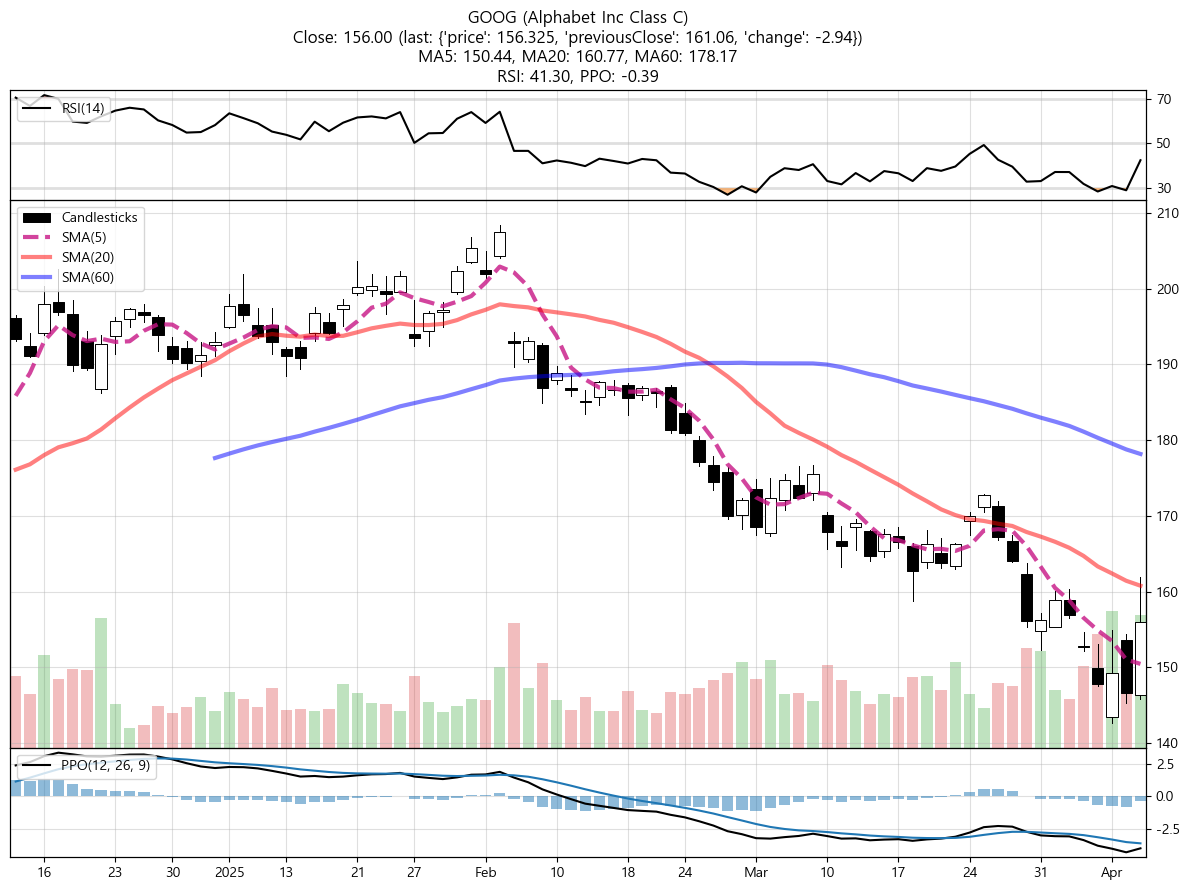 GOOG (Alphabet Inc Class C)
Close: 156.00 (last: {'price': 156.325, 'previousClose': 161.06, 'change': -2.94})
MA5: 150.44, MA20: 160.77, MA60: 178.17
RSI: 41.30, PPO: -0.39
RSI(14)
70
50
30
Candlesticks
SMA(5)
SMA(20)
SMA(60)
210
200
190
180
170
160
150
140
PPO(12, 26, 9)
2.5
0.0
−2.5
16 23 30 2025 13 21 27 Feb 10 18 24 Mar 10 17 24 31 Apr